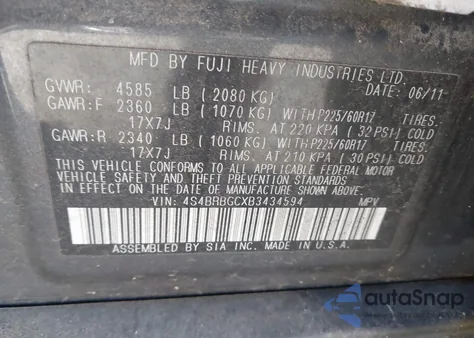 MFD BY FUJI HEAVY INDUSTRIES LTD.
GVWR: 4585 LB ( 2080 KG) DATE: 06/11
GAWR:F 2360 LB ( 1070 KG) WITH P225/60R17 TIRES.
17X7J RIMS. AT 220 KPA ( 32 PSI) COLD
GAWR:R 2340 LB ( 1060 KG) WITH P225/60R17 TIRES.
17X7J RIMS. AT 210 KPA ( 30 PSI) COLD
THIS VEHICLE CONFORMS TO ALL APPLICABLE FEDERAL MOTOR
VEHICLE SAFETY AND THEFT PREVENTION STANDARDS
IN EFFECT ON THE DATE OF MANUFACTURE SHOWN ABOVE.
VIN: 4S4BRBGCXB3434594 MPV
ASSEMBLED BY SIA INC. MADE IN U.S.A.
autoSnap